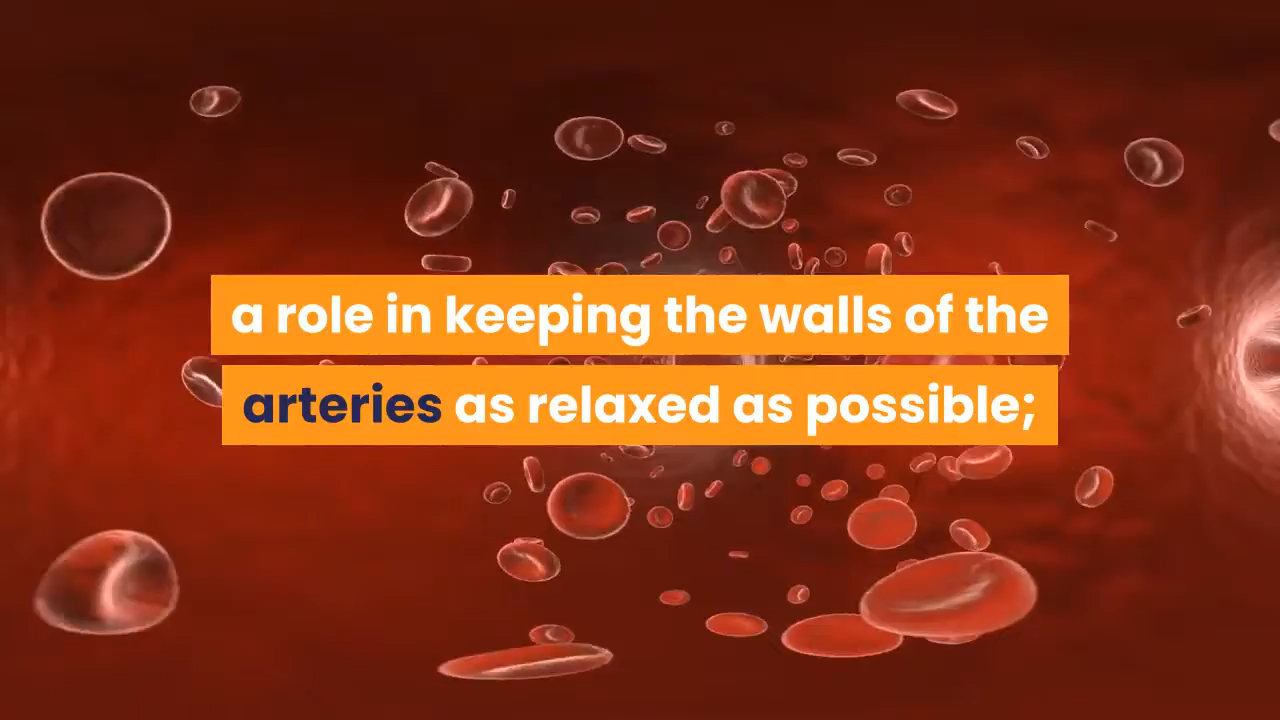 a role in keeping the walls of the
arteries as relaxed as possible;